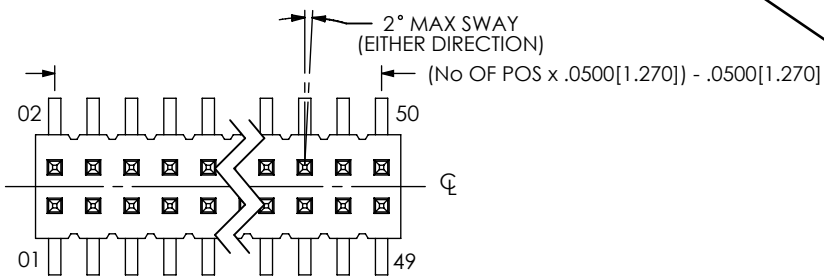 2° MAX SWAY
(EITHER DIRECTION)
(No OF POS x .0500[1.270]) - .0500[1.270]
02
50
℄
01
49